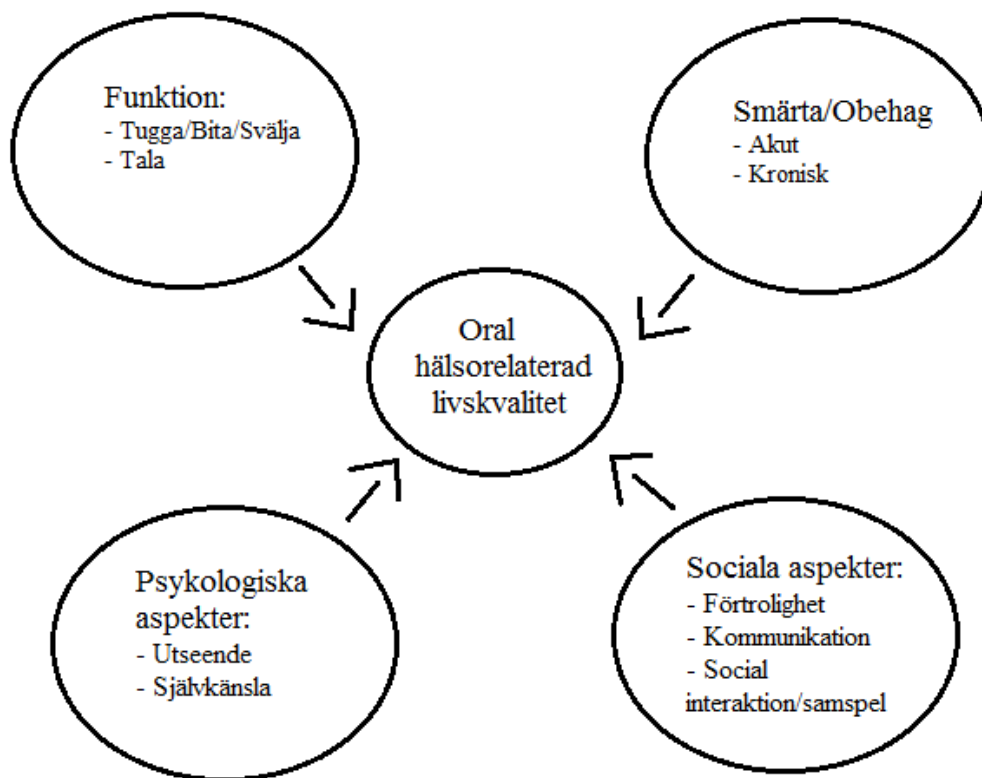 Funktion:
- Tugga/Bita/Svälja
- Tala
Smärta/Obehag
- Akut
- Kronisk
Oral
hälsorelaterad
livskvalitet
Psykologiska
aspekter:
- Utseende
- Självkänsla
Sociala aspekter:
- Förtrolighet
- Kommunikation
- Social
interaktion/samspel